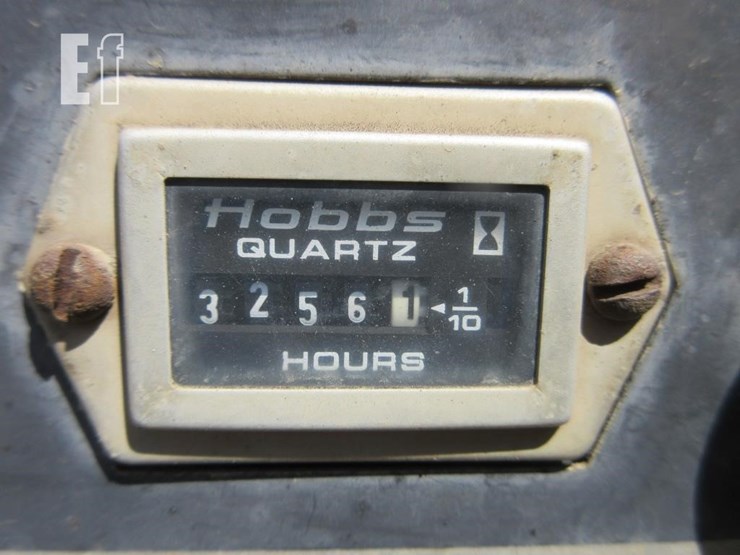 Ef
Hobbs
QUARTZ
3 2 5 6 1 ◄ 1/10
HOURS